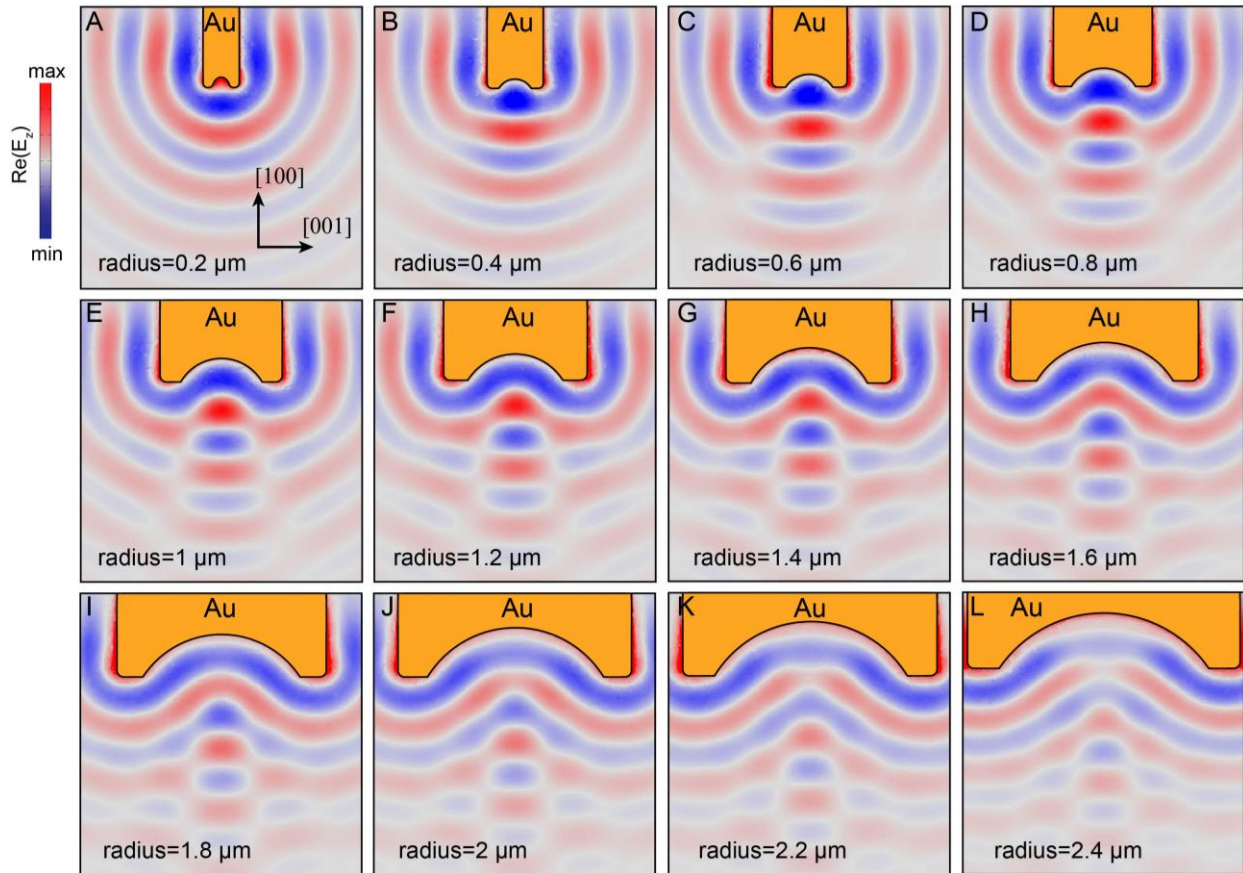 A
Au
B
Au
C
Au
D
Au
max
Re(E_z)
min
[100]
[001]
radius=0.2 µm
radius=0.4 µm
radius=0.6 µm
radius=0.8 µm
E
Au
F
Au
G
Au
H
Au
radius=1 µm
radius=1.2 µm
radius=1.4 µm
radius=1.6 µm
I
Au
J
Au
K
Au
L
Au
radius=1.8 µm
radius=2 µm
radius=2.2 µm
radius=2.4 µm